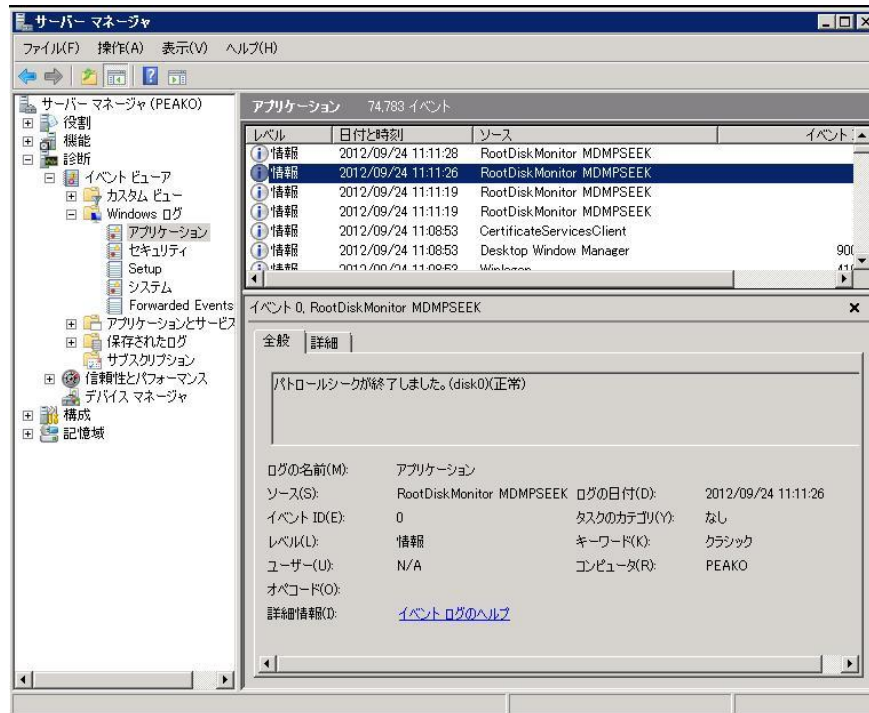 サーバー マネージャ
ファイル(F) 操作(A) 表示(V) ヘルプ(H)
サーバー マネージャ (PEAKO)
役割
機能
診断
イベント ビューア
カスタム ビュー
Windows ログ
アプリケーション
セキュリティ
Setup
システム
Forwarded Events
アプリケーションとサービス
保存されたログ
サブスクリプション
信頼性とパフォーマンス
デバイス マネージャ
構成
記憶域
アプリケーション 74,783 イベント
レベル 日付と時刻 ソース イベント
情報 2012/09/24 11:11:28 RootDiskMonitor MDMPSEEK
情報 2012/09/24 11:11:26 RootDiskMonitor MDMPSEEK
情報 2012/09/24 11:11:19 RootDiskMonitor MDMPSEEK
情報 2012/09/24 11:11:19 RootDiskMonitor MDMPSEEK
情報 2012/09/24 11:08:53 CertificateServicesClient
情報 2012/09/24 11:08:53 Desktop Window Manager 900
情報 2012/09/24 11:08:53 Winlogon
イベント 0, RootDiskMonitor MDMPSEEK
全般 詳細
パトロールシークが終了しました。(disk0)(正常)
ログの名前(M): アプリケーション
ソース(S): RootDiskMonitor MDMPSEEK ログの日付(D): 2012/09/24 11:11:26
イベント ID(E): 0 タスクのカテゴリ(Y): なし
レベル(L): 情報 キーワード(K): クラシック
ユーザー(U): N/A コンピュータ(R): PEAKO
オペコード(O):
詳細情報(I): イベント ログのヘルプ